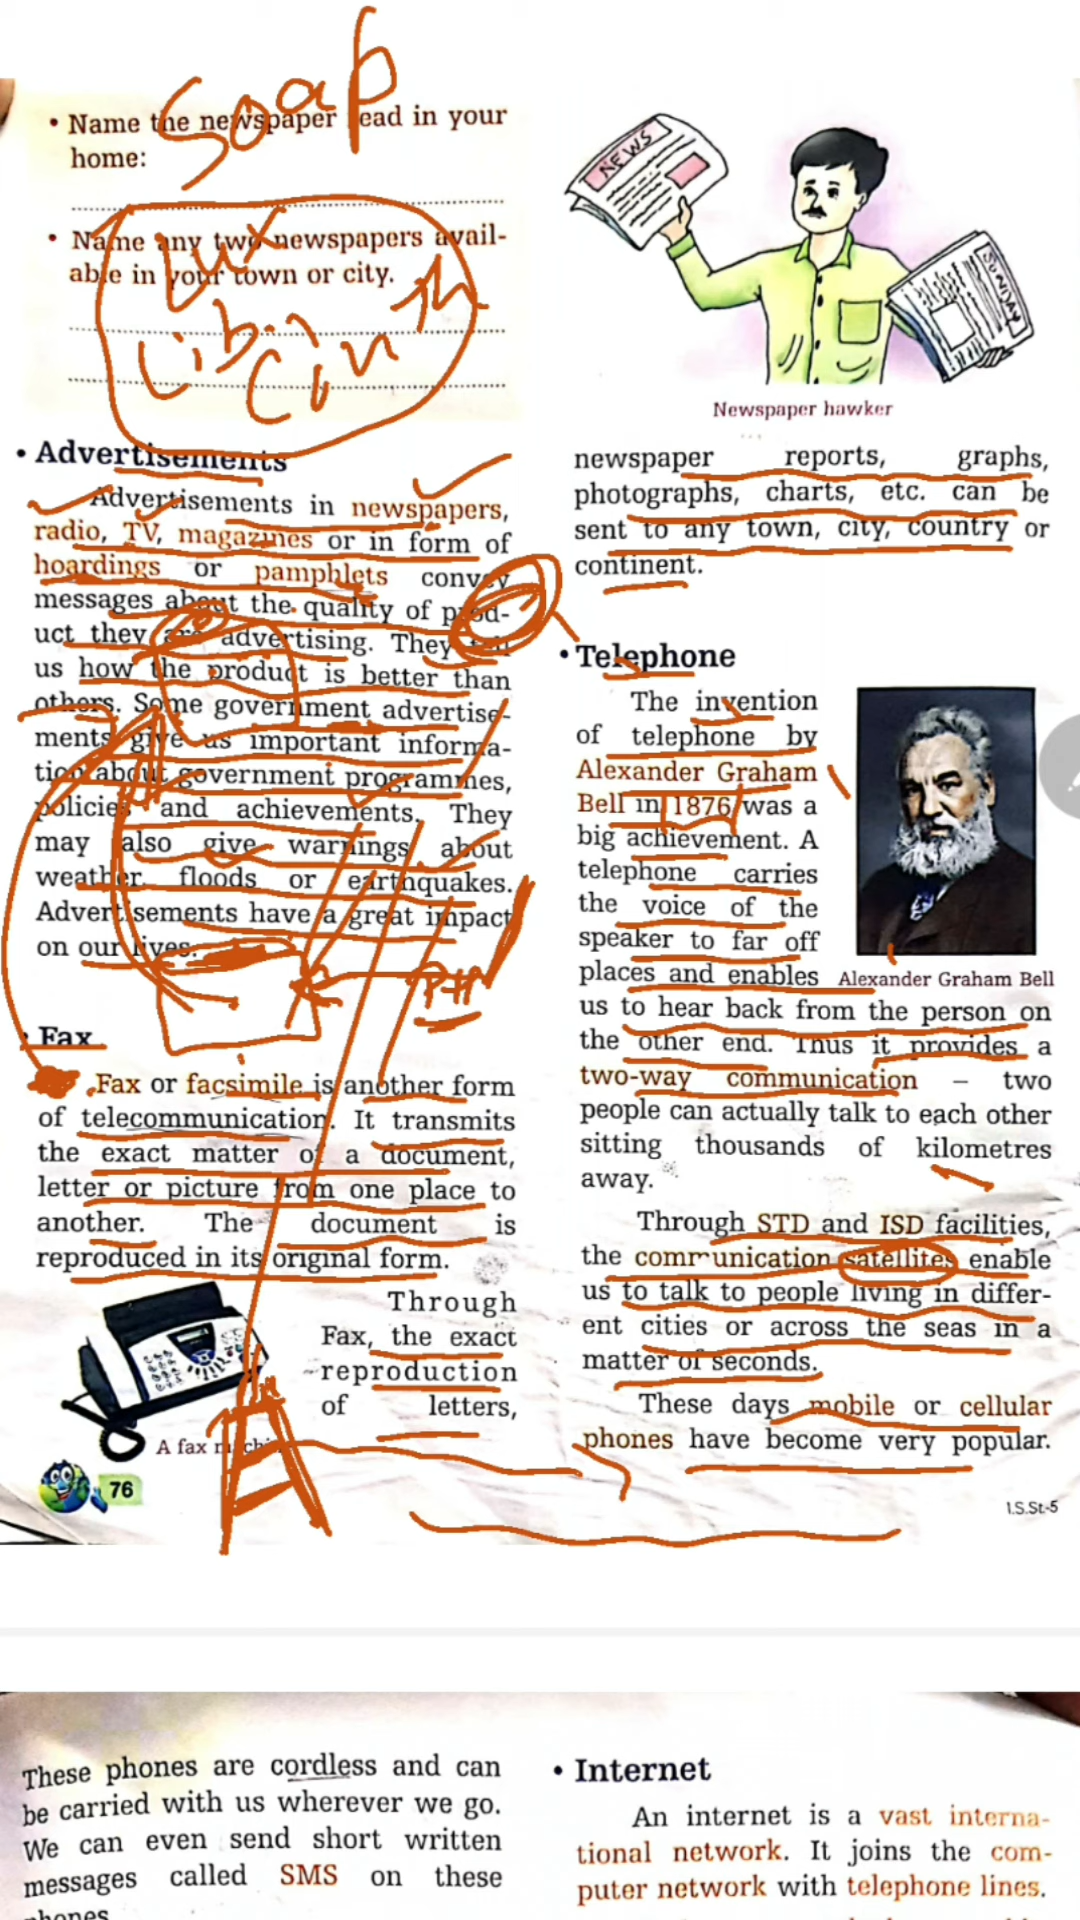 soap
• Name the newspaper read in your
home:
• Name any two newspapers avail-
able in your town or city.
Lux
• Advertisements
Advertisements in newspapers,
radio, TV, magazines or in form of
hoardings or pamphlets convey
messages about the quality of prod-
uct they are advertising. They tell
us how the product is better than
others. Some government advertise-
ments give us important informa-
tion about government programmes,
policies and achievements. They
may also give warnings about
weather, floods or earthquakes.
Advertisements have a great impact
on our lives.
• Fax
Fax or facsimile is another form
of telecommunication. It transmits
the exact matter of a document,
letter or picture from one place to
another. The document is
reproduced in its original form.
Through
Fax, the exact
reproduction
of letters,
A fax machine
76
NEWS
SUNDAY
Newspaper hawker
newspaper reports, graphs,
photographs, charts, etc. can be
sent to any town, city, country or
continent.
• Telephone
The invention
of telephone by
Alexander Graham
Bell in 1876 was a
big achievement. A
telephone carries
the voice of the
speaker to far off
places and enables
Alexander Graham Bell
us to hear back from the person on
the other end. Thus it provides a
two-way communication – two
people can actually talk to each other
sitting thousands of kilometres
away.
Through STD and ISD facilities,
the communication satellites enable
us to talk to people living in differ-
ent cities or across the seas in a
matter of seconds.
These days mobile or cellular
phones have become very popular.
I.S.St-5
These phones are cordless and can
be carried with us wherever we go.
We can even send short written
messages called SMS on these
phones
• Internet
An internet is a vast interna-
tional network. It joins the com-
puter network with telephone lines.